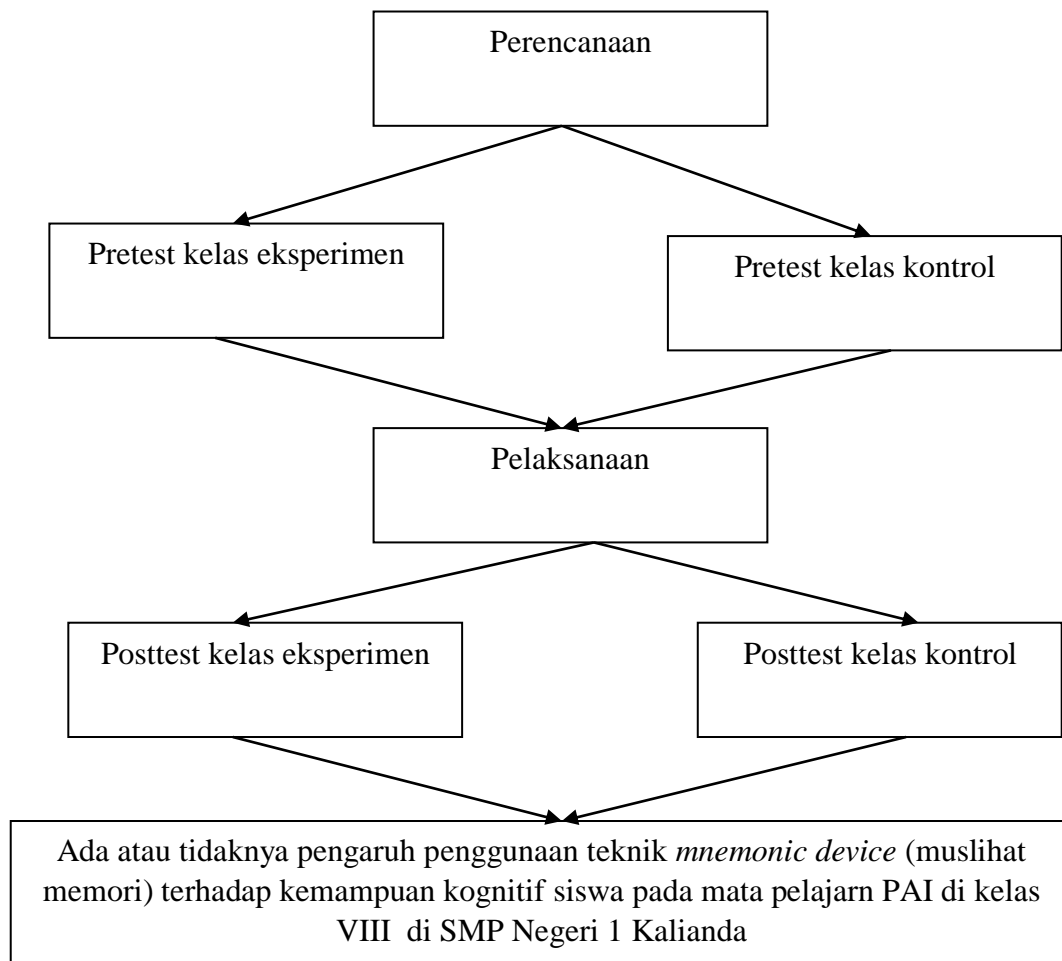 Perencanaan
Pretest kelas eksperimen
Pretest kelas kontrol
Pelaksanaan
Posttest kelas eksperimen
Posttest kelas kontrol
Ada atau tidaknya pengaruh penggunaan teknik mnemonic device (muslihat
memori) terhadap kemampuan kognitif siswa pada mata pelajarn PAI di kelas
VIII di SMP Negeri 1 Kalianda